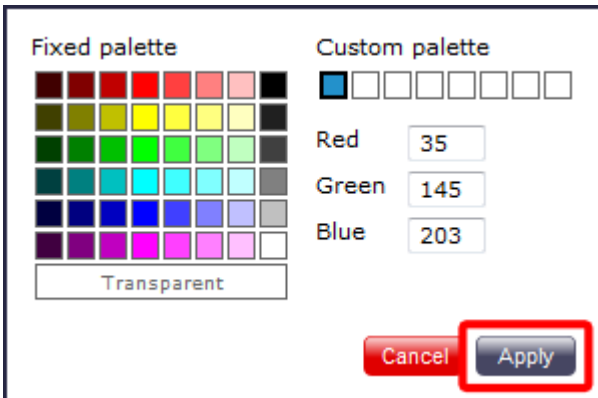 Fixed palette
Custom palette
Red 35
Green 145
Blue 203
Transparent
Cancel Apply